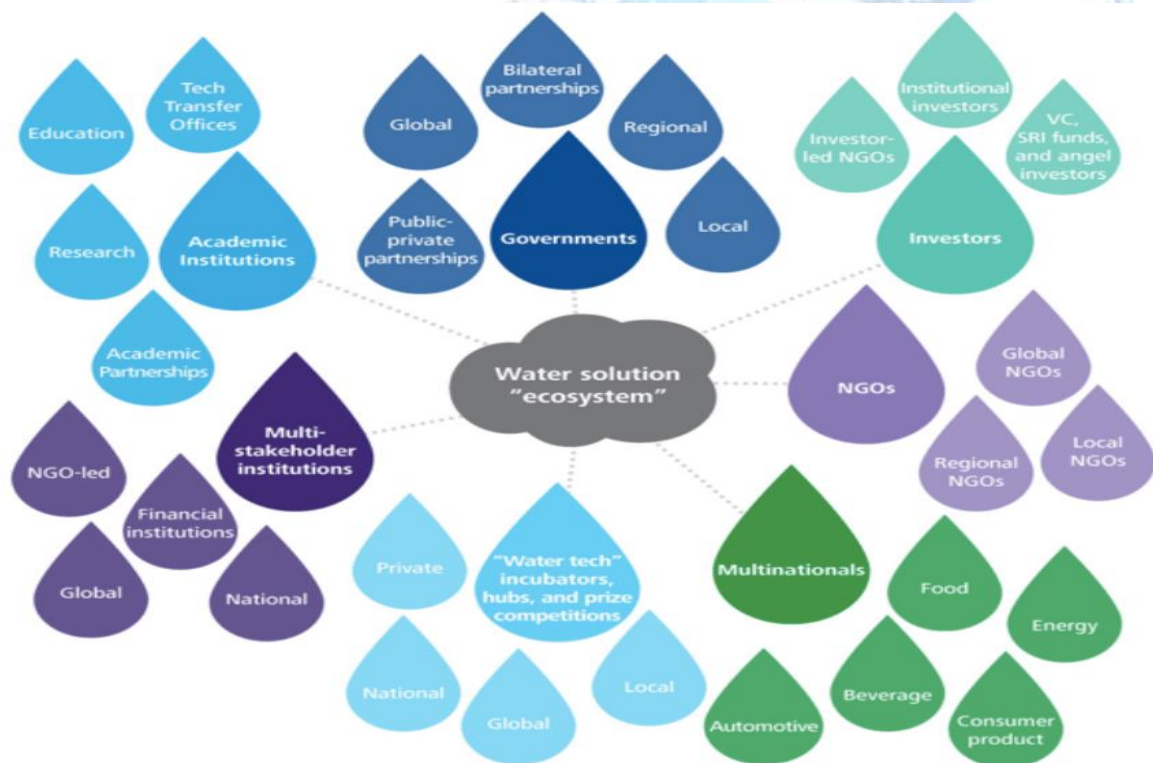 Education
Tech
Transfer
Offices
Research
Academic
Institutions
Academic
Partnerships
Global
Bilateral
partnerships
Regional
Public-
private
partnerships
Governments
Local
Investor-
led NGOs
Institutional
investors
VC,
SRI funds,
and angel
investors
Investors
Water solution
"ecosystem"
NGOs
Global
NGOs
Regional
NGOs
Local
NGOs
Multi-
stakeholder
institutions
NGO-led
Financial
institutions
Global
National
Private
"Water tech"
incubators,
hubs, and prize
competitions
National
Global
Local
Multinationals
Food
Energy
Automotive
Beverage
Consumer
product